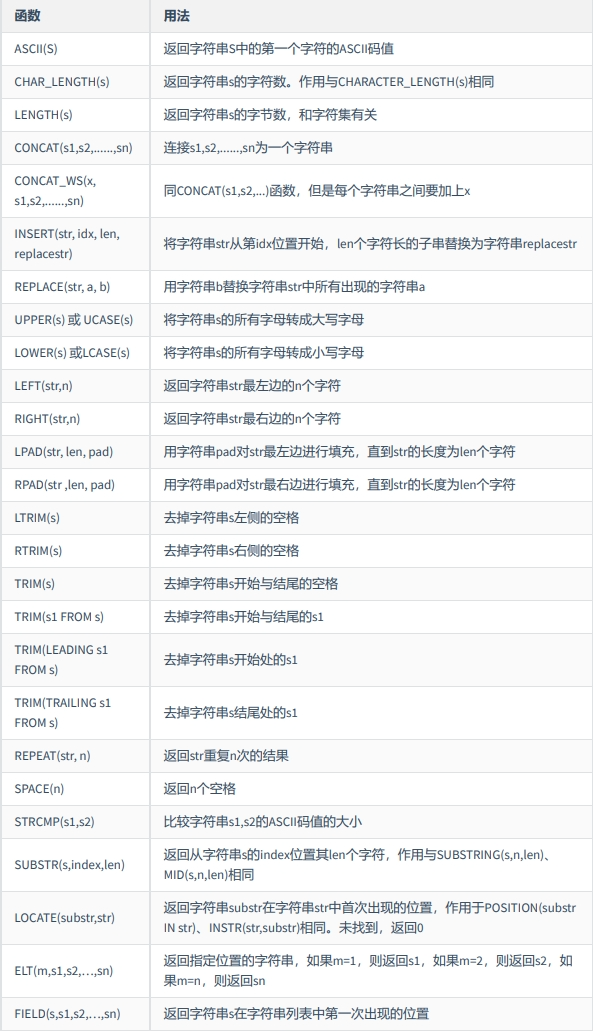 函数 用法
ASCII(S) 返回字符串S中的第一个字符的ASCII码值
CHAR_LENGTH(s) 返回字符串s的字符数。作用与CHARACTER_LENGTH(s)相同
LENGTH(s) 返回字符串s的字节数，和字符集有关
CONCAT(s1,s2,......,sn) 连接s1,s2,......,sn为一个字符串
CONCAT_WS(x,
s1,s2,......,sn)
同CONCAT(s1,s2,...)函数，但是每个字符串之间要加上x
INSERT(str, idx, len,
replacestr)
将字符串str从第idx位置开始，len个字符长的子串替换为字符串replacestr
REPLACE(str, a, b) 用字符串b替换字符串str中所有出现的字符串a
UPPER(s) 或 UCASE(s) 将字符串s的所有字母转成大写字母
LOWER(s) 或LCASE(s) 将字符串s的所有字母转成小写字母
LEFT(str,n) 返回字符串str最左边的n个字符
RIGHT(str,n) 返回字符串str最右边的n个字符
LPAD(str, len, pad) 用字符串pad对str最左边进行填充，直到str的长度为len个字符
RPAD(str ,len, pad) 用字符串pad对str最右边进行填充，直到str的长度为len个字符
LTRIM(s) 去掉字符串s左侧的空格
RTRIM(s) 去掉字符串s右侧的空格
TRIM(s) 去掉字符串s开始与结尾的空格
TRIM(s1 FROM s) 去掉字符串s开始与结尾的s1
TRIM(LEADING s1
FROM s)
去掉字符串s开始处的s1
TRIM(TRAILING s1
FROM s)
去掉字符串s结尾处的s1
REPEAT(str, n) 返回str重复n次的结果
SPACE(n) 返回n个空格
STRCMP(s1,s2) 比较字符串s1,s2的ASCII码值的大小
SUBSTR(s,index,len)
返回从字符串s的index位置其len个字符，作用与SUBSTRING(s,n,len)、
MID(s,n,len)相同
LOCATE(substr,str)
返回字符串substr在字符串str中首次出现的位置，作用于POSITION(substr
IN str)、INSTR(str,substr)相同。未找到，返回0
ELT(m,s1,s2,…,sn)
返回指定位置的字符串，如果m=1，则返回s1，如果m=2，则返回s2，如
果m=n，则返回sn
FIELD(s,s1,s2,…,sn) 返回字符串s在字符串列表中第一次出现的位置